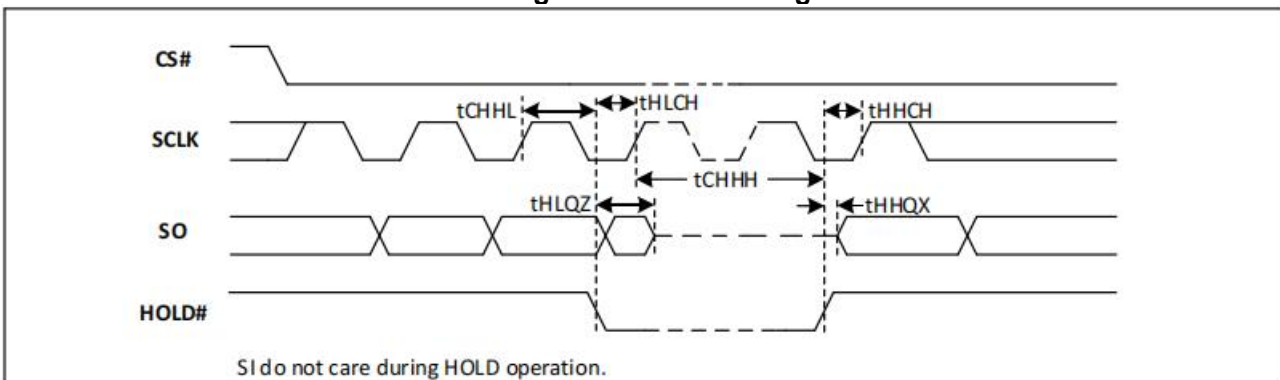 CS#
tCHHL
tHLCH
tHHCH
SCLK
tCHHH
tHLQZ
tHHQX
SO
HOLD#
SI do not care during HOLD operation.